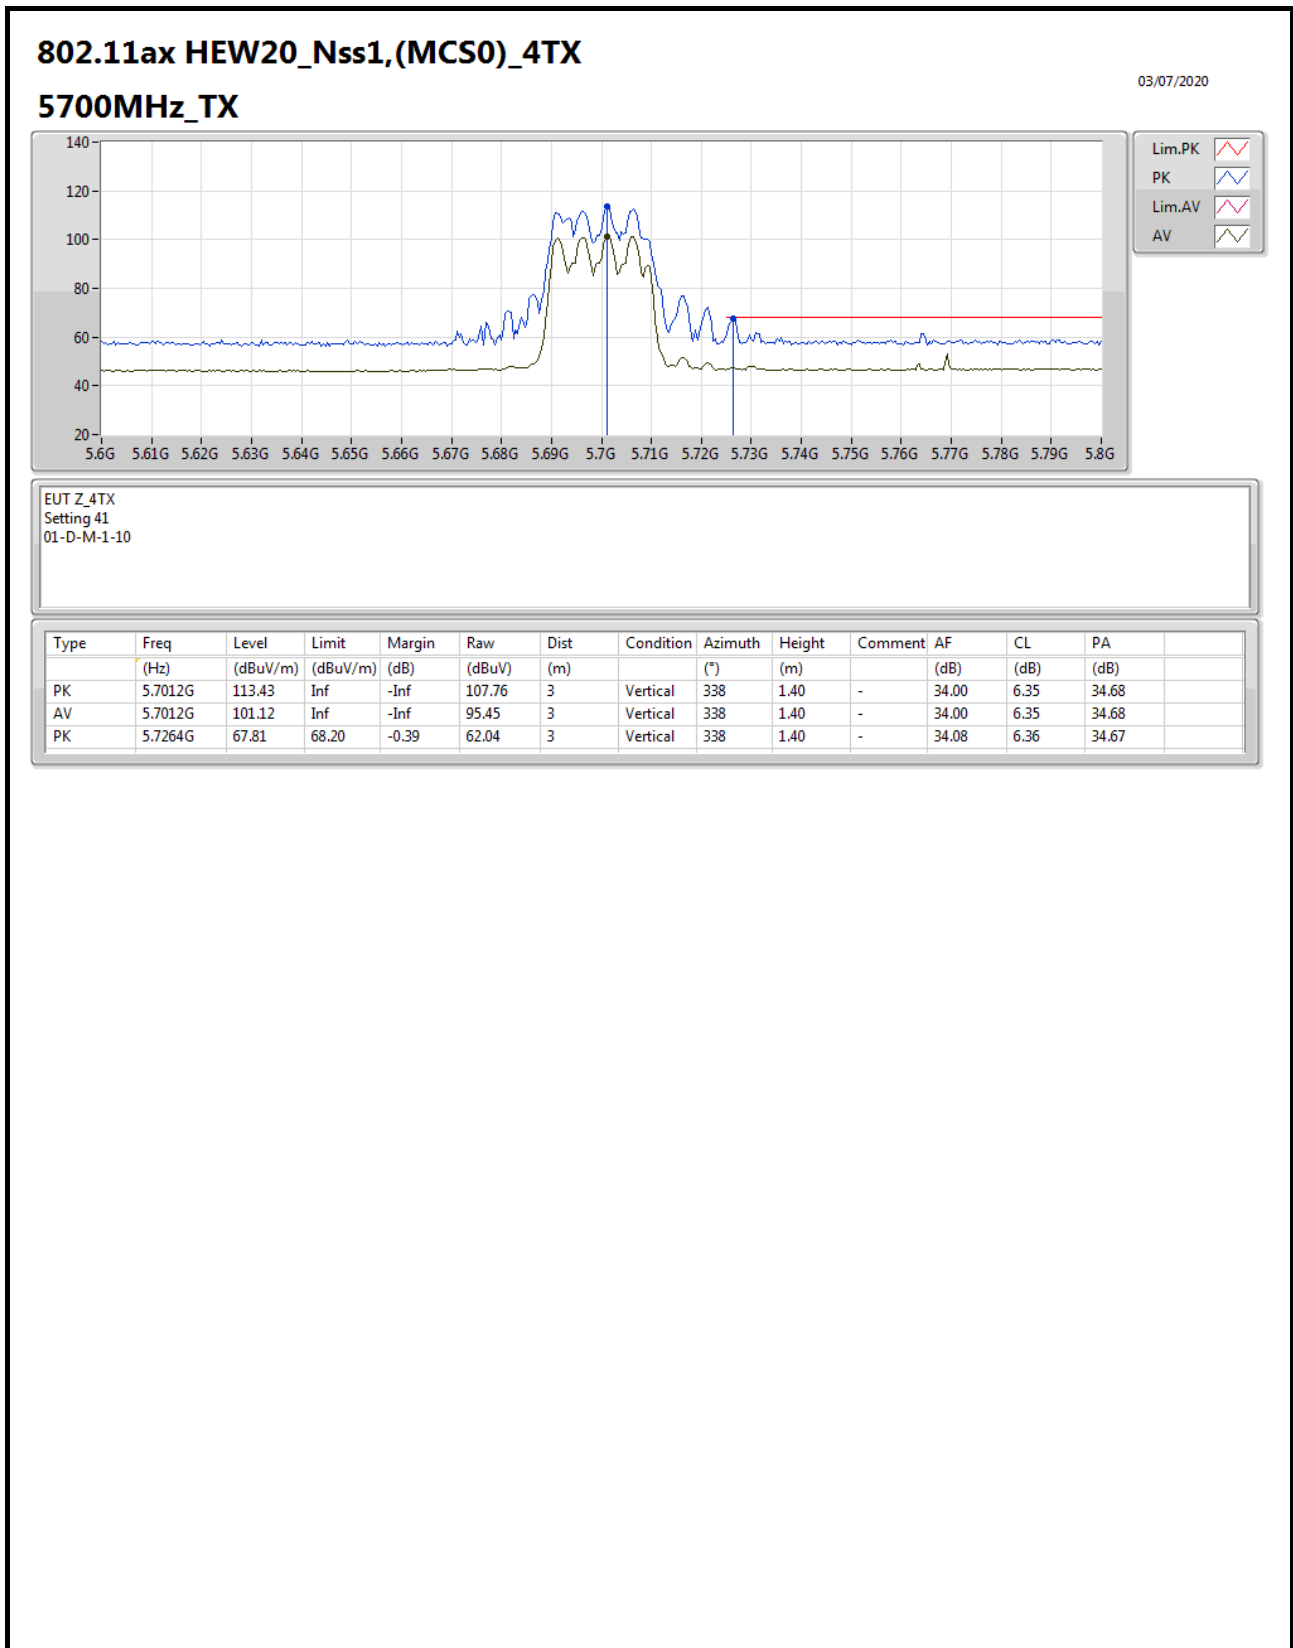 802.11ax HEW20_Nss1,(MCS0)_4TX
03/07/2020
5700MHz_TX
140
120
100
80
60
40
20
5.6G 5.61G 5.62G 5.63G 5.64G 5.65G 5.66G 5.67G 5.68G 5.69G 5.7G 5.71G 5.72G 5.73G 5.74G 5.75G 5.76G 5.77G 5.78G 5.79G 5.8G
Lim.PK
PK
Lim.AV
AV
EUT Z_4TX
Setting 41
01-D-M-1-10
Type Freq Level Limit Margin Raw Dist Condition Azimuth Height Comment AF CL PA
(Hz) (dBuV/m) (dBuV/m) (dB) (dBuV) (m) (°) (m) (dB) (dB) (dB)
PK 5.7012G 113.43 Inf -Inf 107.76 3 Vertical 338 1.40 - 34.00 6.35 34.68
AV 5.7012G 101.12 Inf -Inf 95.45 3 Vertical 338 1.40 - 34.00 6.35 34.68
PK 5.7264G 67.81 68.20 -0.39 62.04 3 Vertical 338 1.40 - 34.08 6.36 34.67